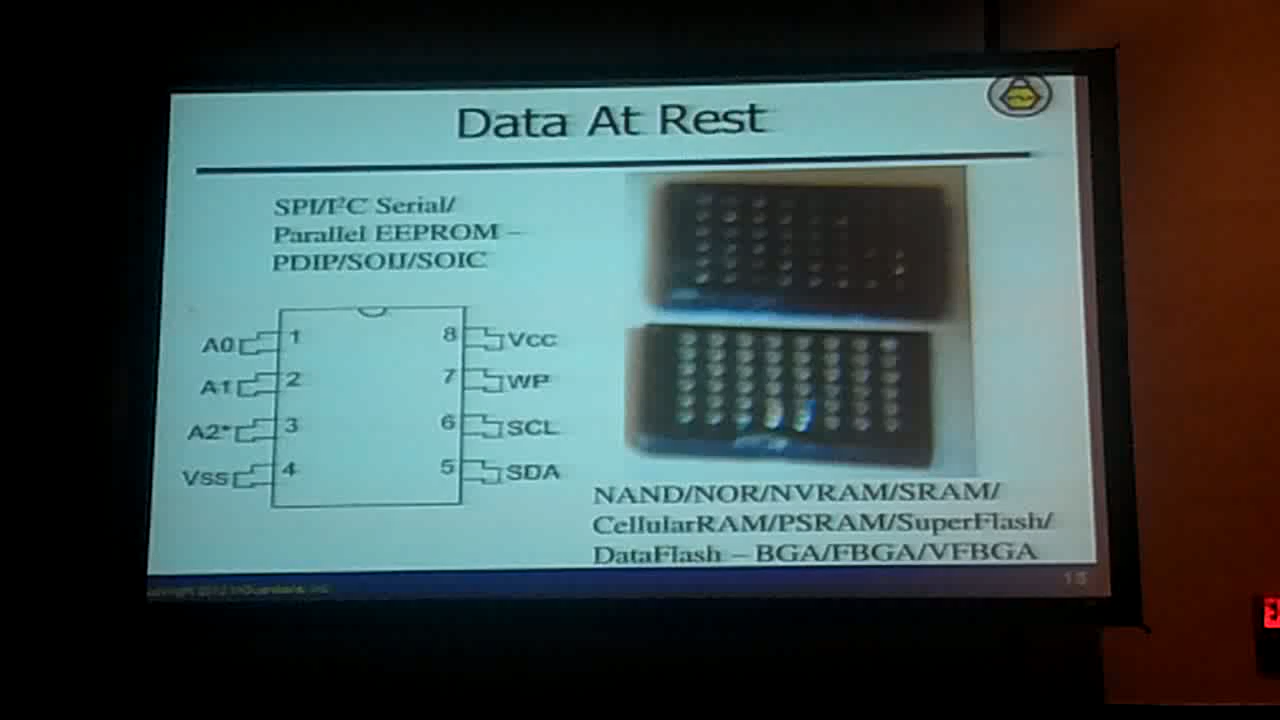 Data At Rest
SPI/I²C Serial/
Parallel EEPROM –
PDIP/SOIJ/SOIC
A0 1 8 Vcc
A1 2 7 WP
A2* 3 6 SCL
Vss 4 5 SDA
NAND/NOR/NVRAM/SRAM/
CellularRAM/PSRAM/SuperFlash/
DataFlash – BGA/FBGA/VFBGA